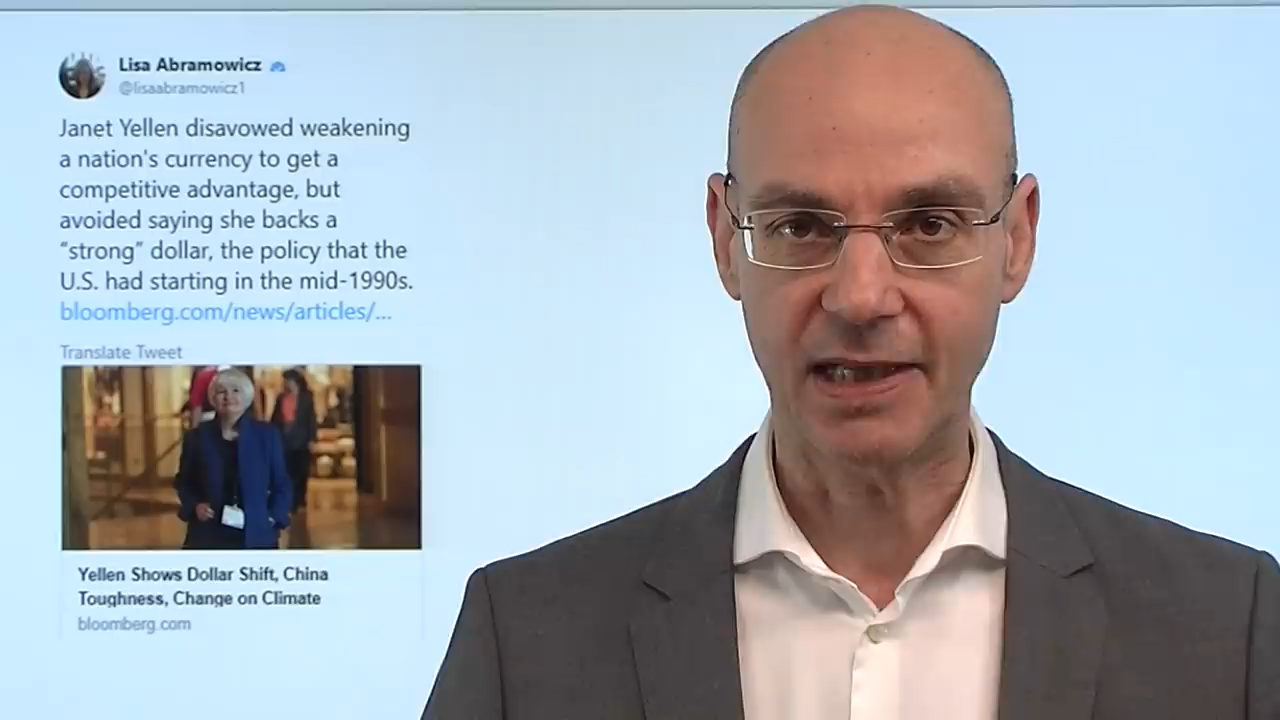 Lisa Abramowicz
@lisaabramowicz1
Janet Yellen disavowed weakening
a nation's currency to get a
competitive advantage, but
avoided saying she backs a
“strong” dollar, the policy that the
U.S. had starting in the mid-1990s.
bloomberg.com/news/articles/...
Translate Tweet
Yellen Shows Dollar Shift, China
Toughness, Change on Climate
bloomberg.com